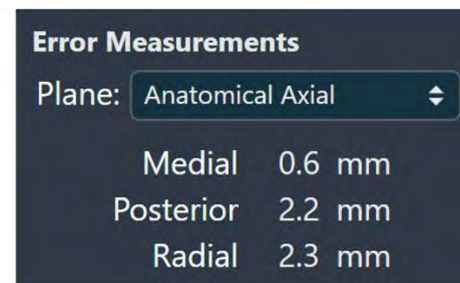 Error Measurements
Plane: Anatomical Axial
Medial 0.6 mm
Posterior 2.2 mm
Radial 2.3 mm